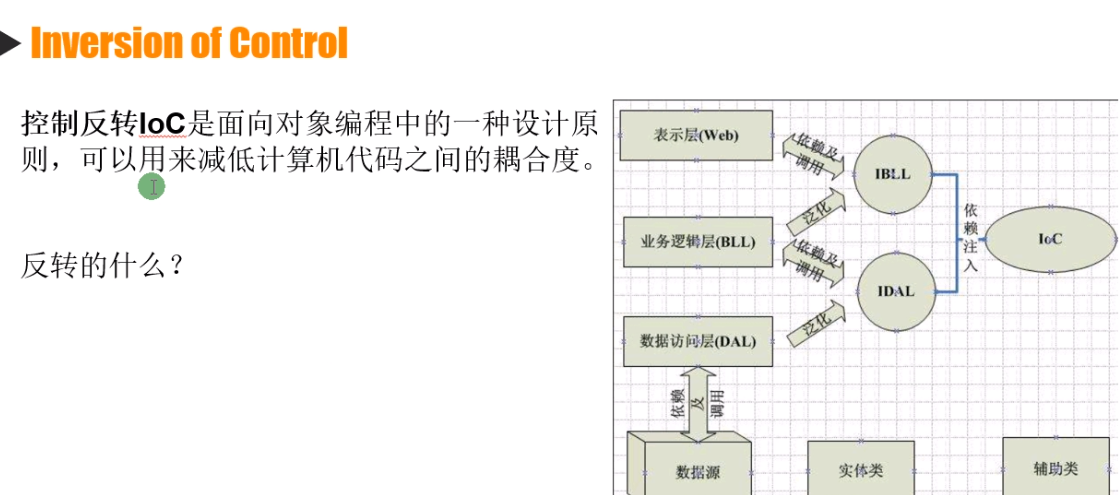 Inversion of Control
控制反转IoC是面向对象编程中的一种设计原
则，可以用来减低计算机代码之间的耦合度。
反转的什么？
表示层(Web)
依赖及
调用
IBLL
泛化
业务逻辑层(BLL)
依赖及
调用
IDAL
泛化
数据访问层(DAL)
依赖注入
IoC
依赖
及
调用
数据源
实体类
辅助类